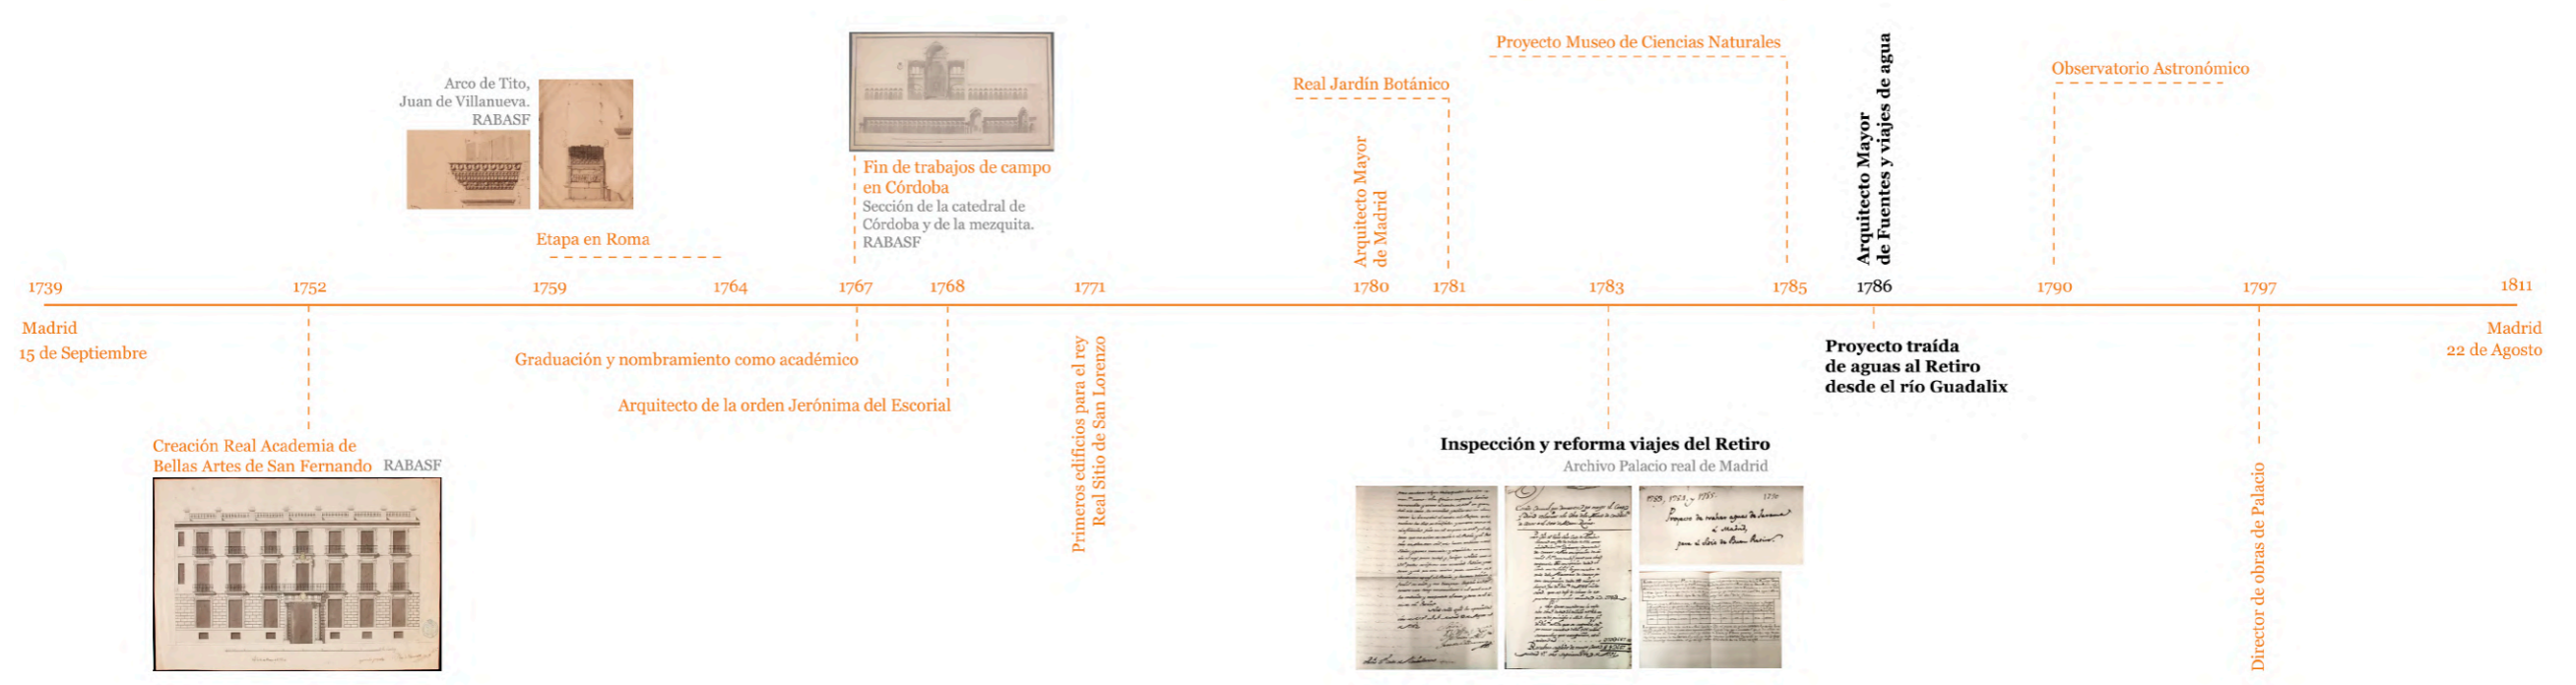 Arco de Tito,
Juan de Villanueva.
RABASF
Etapa en Roma
Fin de trabajos de campo
en Córdoba
Sección de la catedral de
Córdoba y de la mezquita.
RABASF
Real Jardín Botánico
Arquitecto Mayor
de Madrid
Proyecto Museo de Ciencias Naturales
Arquitecto Mayor
de Fuentes y viajes de agua
Observatorio Astronómico
1739
1752
1759
1764
1767
1768
1771
1780
1781
1783
1785
1786
1790
1797
1811
Madrid
15 de Septiembre
Creación Real Academia de
Bellas Artes de San Fernando RABASF
Graduación y nombramiento como académico
Arquitecto de la orden Jerónima del Escorial
Primeros edificios para el rey
Real Sitio de San Lorenzo
Inspección y reforma viajes del Retiro
Archivo Palacio real de Madrid
Proyecto traída
de aguas al Retiro
desde el río Guadalix
Director de obras de Palacio
Madrid
22 de Agosto